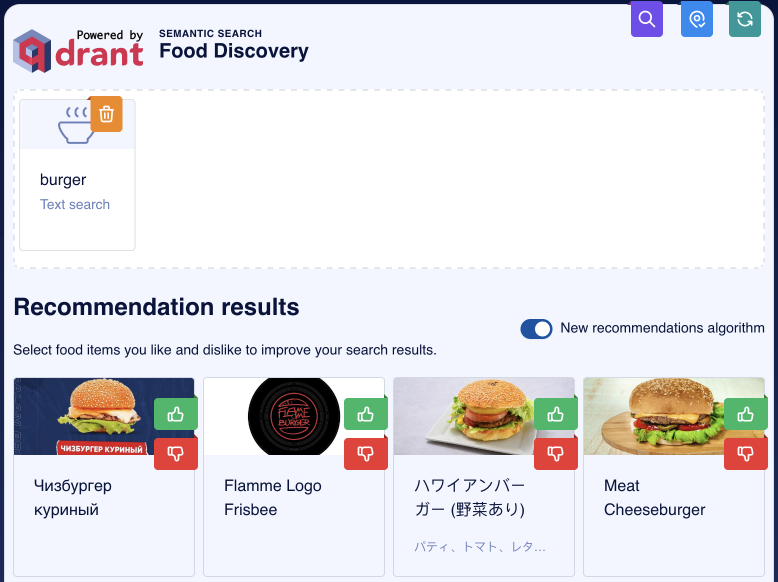 Powered by
drant
SEMANTIC SEARCH
Food Discovery
burger
Text search
Recommendation results
New recommendations algorithm
Select food items you like and dislike to improve your search results.
ЧИЗБУРГЕР КУРИНЫЙ
FLAMME
BURGER
Чизбургер
куриный
Flamme Logo
Frisbee
ハワイアンバー
ガー (野菜あり)
パティ、トマト、レタ...
Meat
Cheeseburger